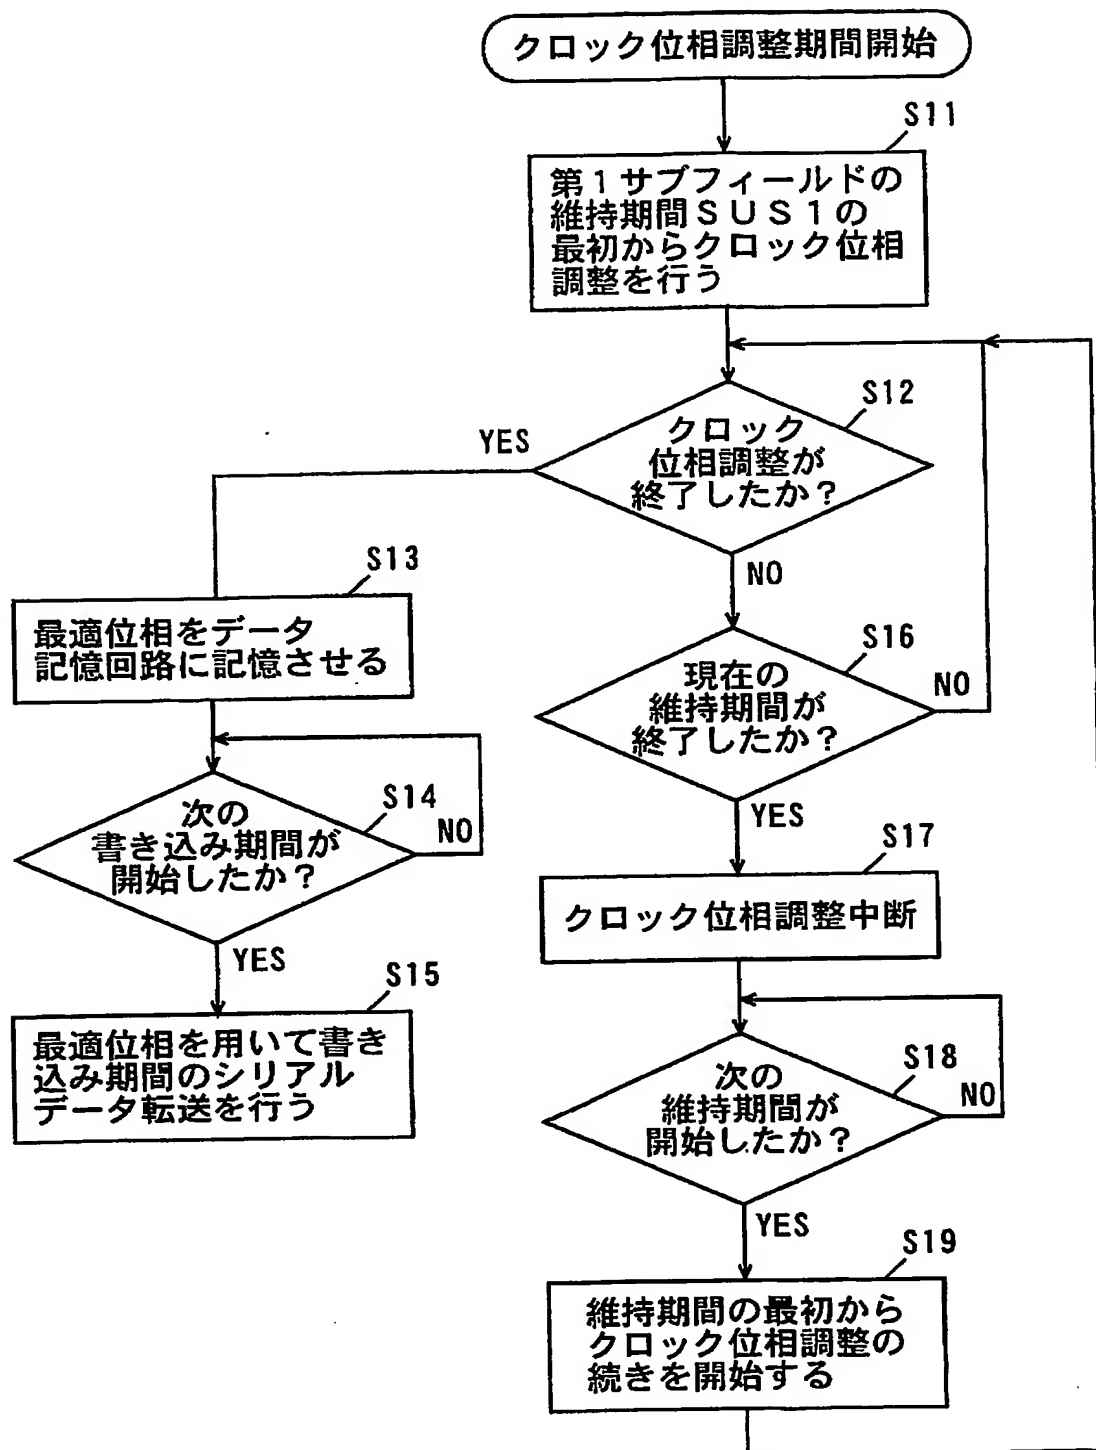 クロック位相調整期間開始
S11
第1サブフィールドの
維持期間SUS1の
最初からクロック位相
調整を行う
S12
クロック
位相調整が
終了したか?
YES
NO
S13
最適位相をデータ
記憶回路に記憶させる
S16
現在の
維持期間が
終了したか?
NO
YES
S14
次の
書き込み期間が
開始したか?
NO
YES
S17
クロック位相調整中断
S15
最適位相を用いて書き
込み期間のシリアル
データ転送を行う
S18
次の
維持期間が
開始したか?
NO
YES
S19
維持期間の最初から
クロック位相調整の
続きを開始する